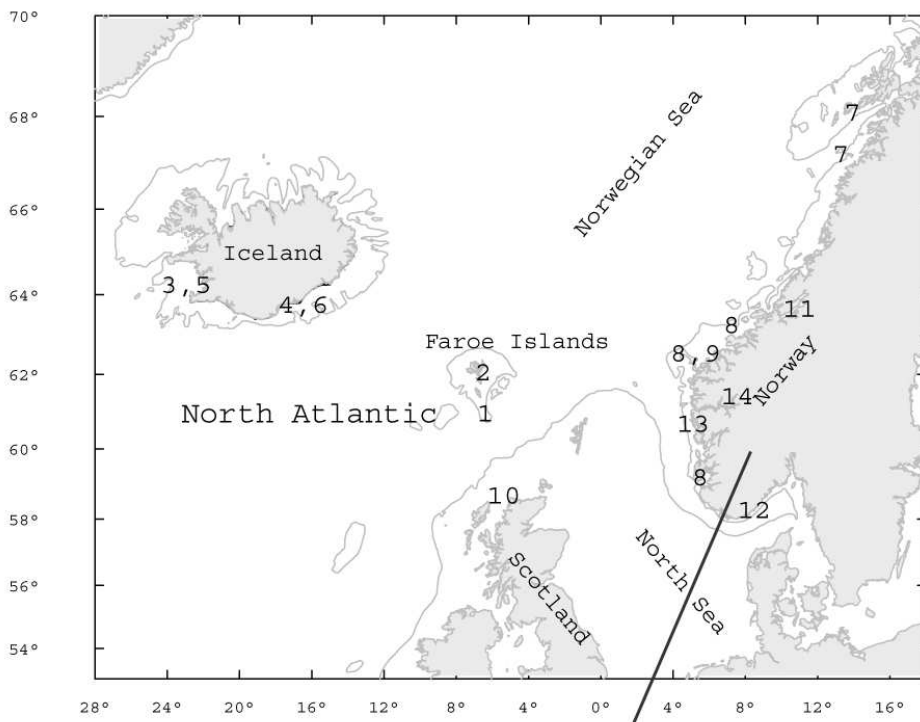 70°
68°
7
7
Norwegian Sea
66°
Iceland
64°
3,5
4,6
11
8
Faroe Islands
8,9
62°
2
Norway
14
North Atlantic
1
13
60°
8
10
12
58°
North Sea
Scotland
56°
54°
28° 24° 20° 16° 12° 8° 4° 0° 4° 8° 12° 16°